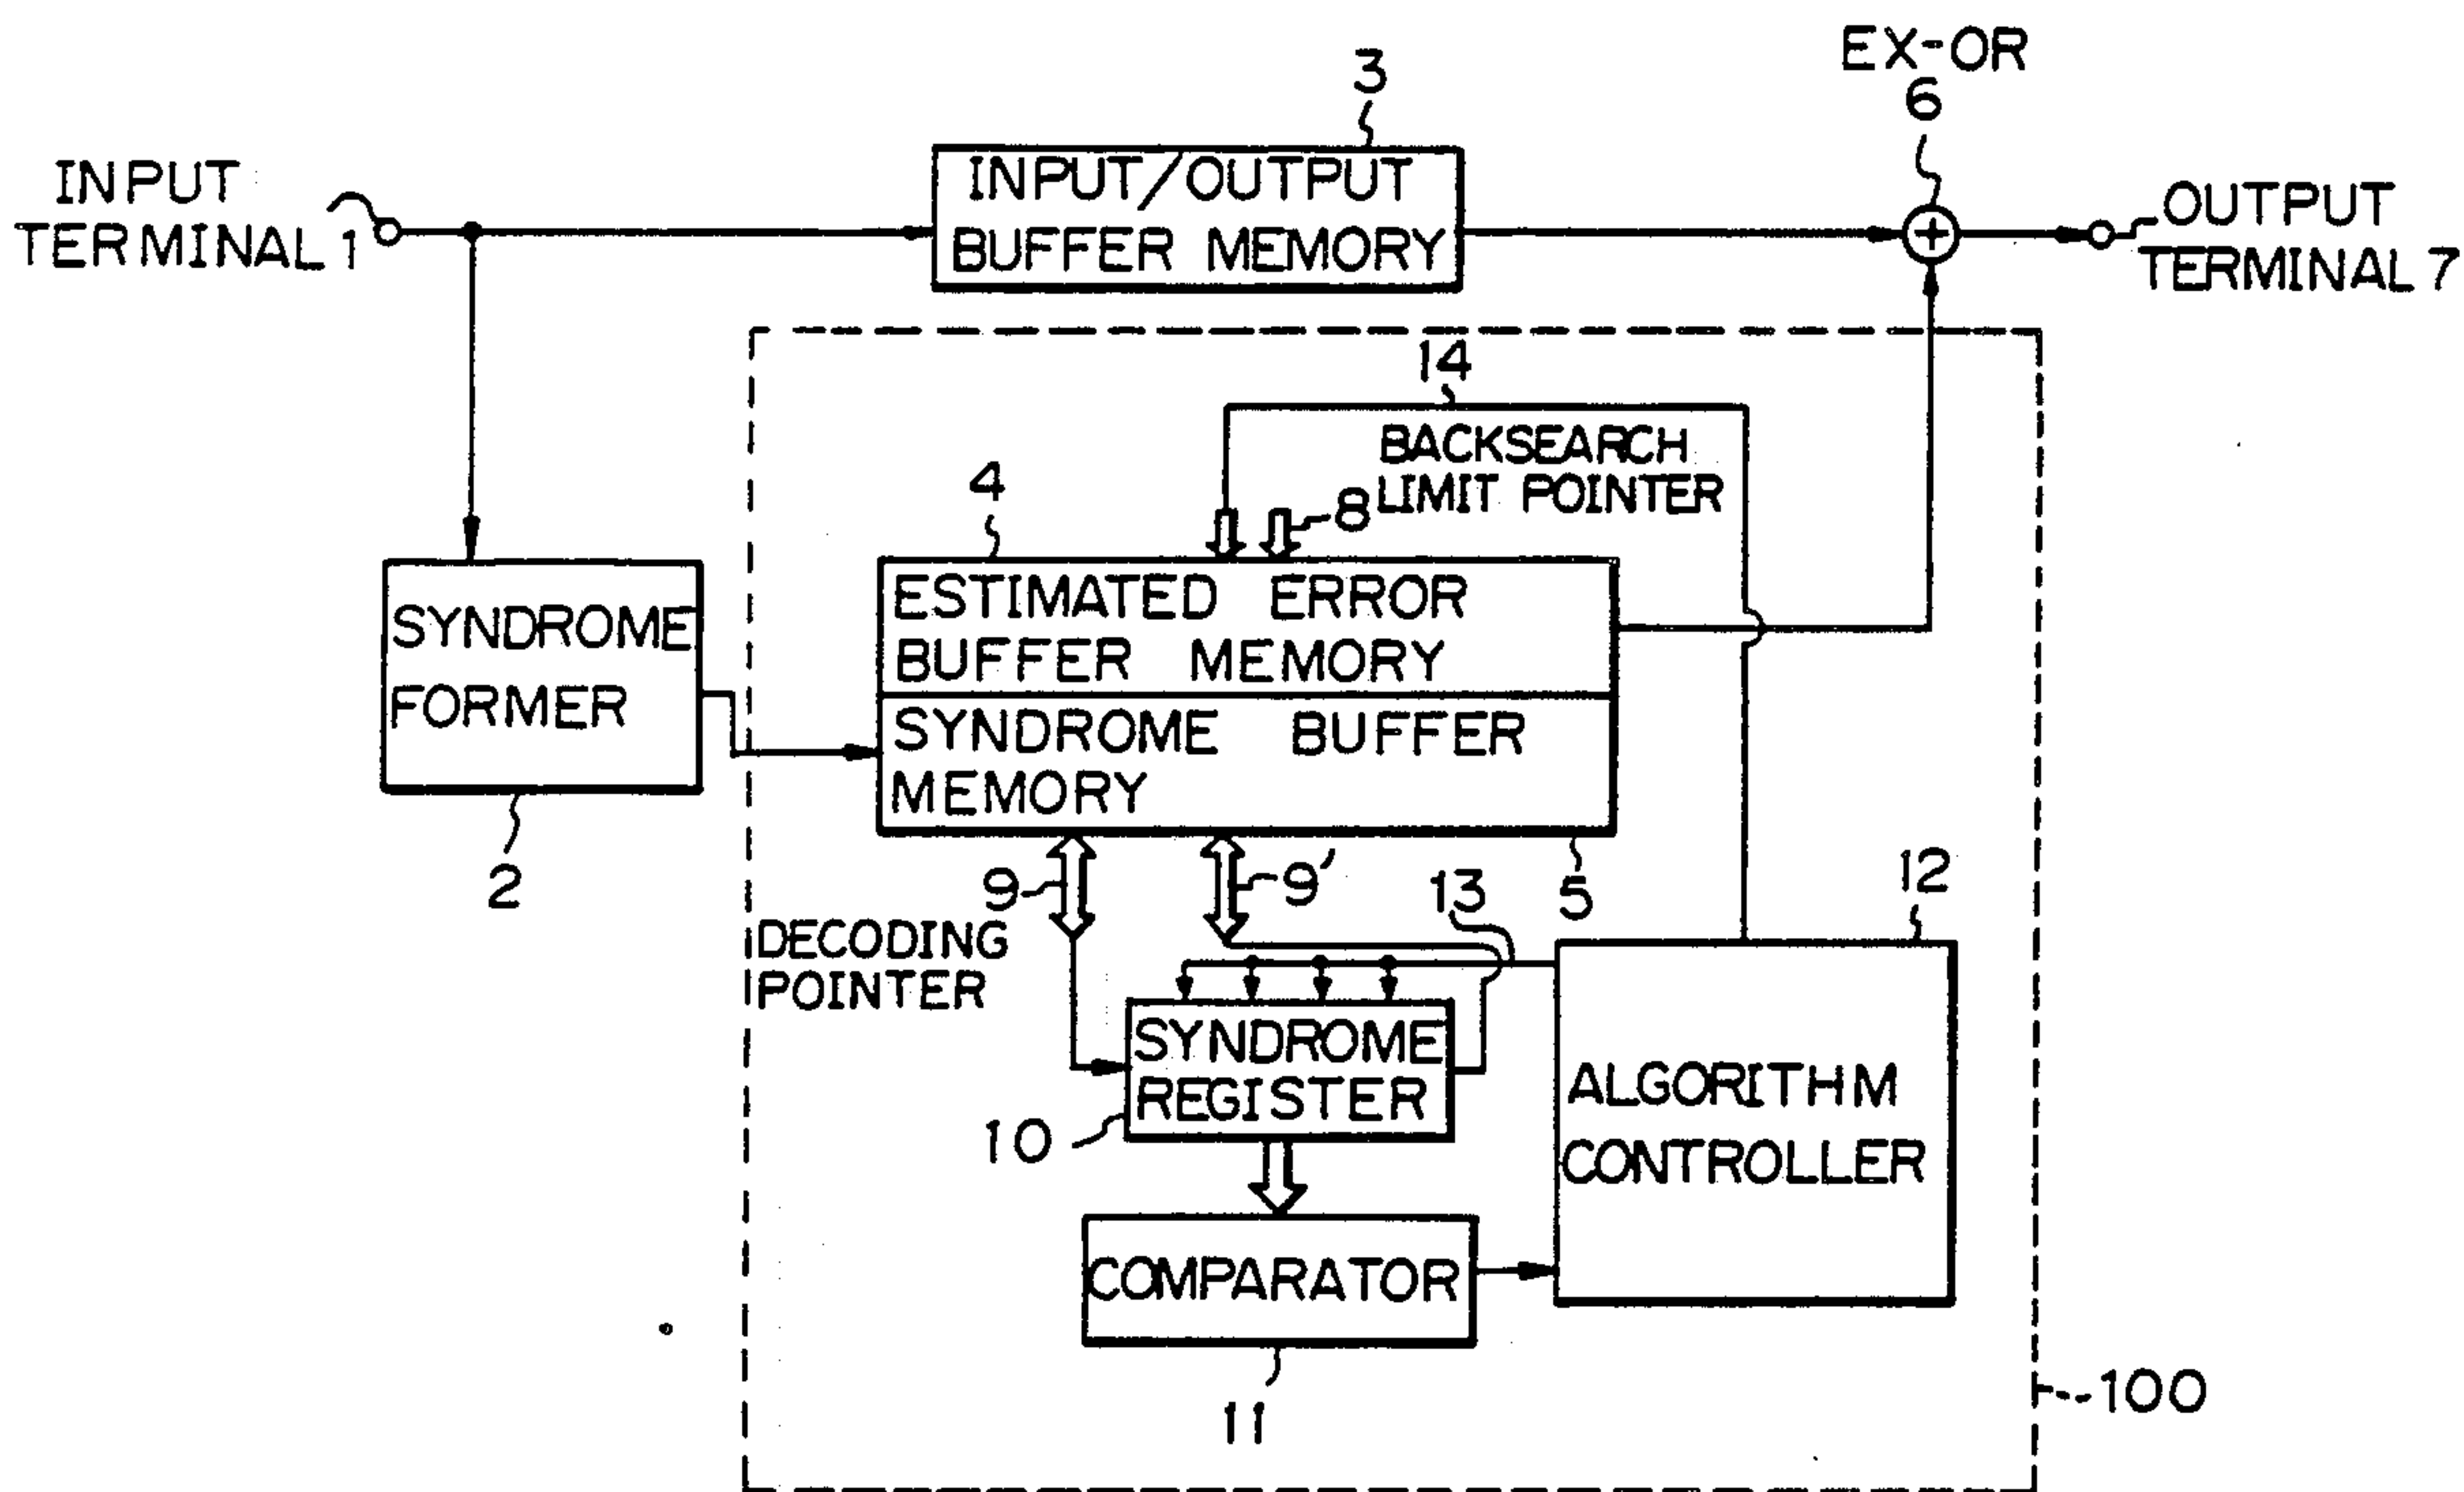 EX-OR
6
3
INPUT
TERMINAL 1
INPUT/OUTPUT
BUFFER MEMORY
+
OUTPUT
TERMINAL 7
14
BACKSEARCH
LIMIT POINTER
8
4
ESTIMATED ERROR
BUFFER MEMORY
SYNDROME
FORMER
2
SYNDROME BUFFER
MEMORY
9
9'
13
5
12
DECODING
POINTER
SYNDROME
REGISTER
10
ALGORITHM
CONTROLLER
COMPARATOR
11
100